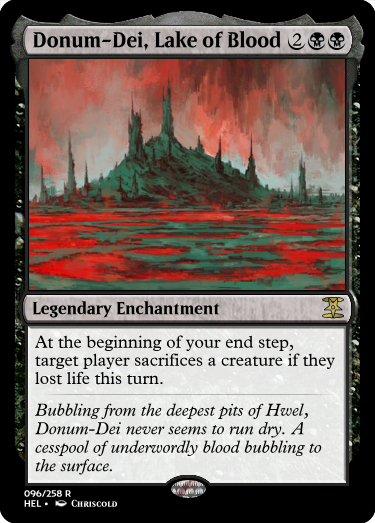 Donum-Dei, Lake of Blood 2
Legendary Enchantment
At the beginning of your end step,
target player sacrifices a creature if they
lost life this turn.
Bubbling from the deepest pits of Hwel,
Donum-Dei never seems to run dry. A
cesspool of underwordly blood bubbling to
the surface.
096/258 R
HEL • Chriscold